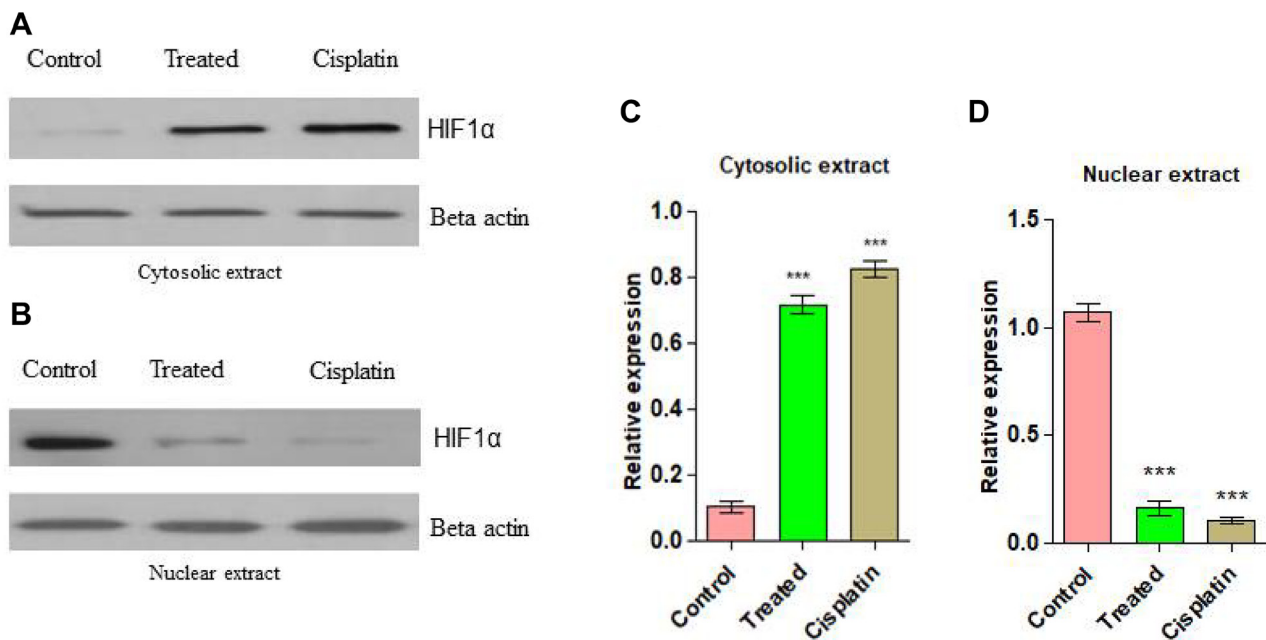 A
Control Treated Cisplatin
HIF1α
Beta actin
Cytosolic extract
B
Control Treated Cisplatin
HIF1α
Beta actin
Nuclear extract
C
Cytosolic extract
Relative expression
1.0
0.8
0.6
0.4
0.2
0.0
***
***
Control
Treated
Cisplatin
D
Nuclear extract
Relative expression
1.5
1.0
0.5
0.0
***
***
Control
Treated
Cisplatin